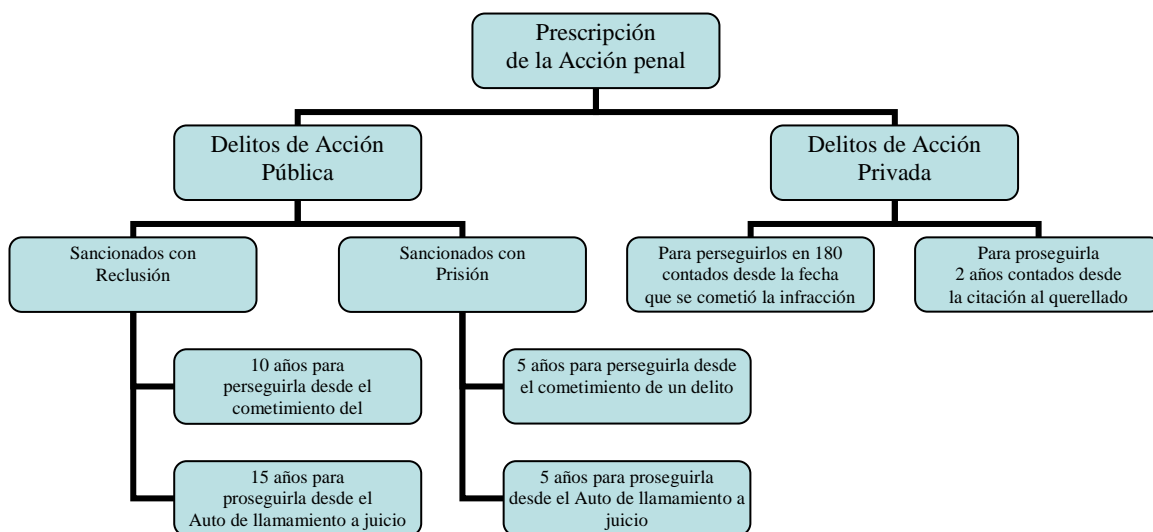 Prescripción
de la Acción penal
Delitos de Acción
Pública
Delitos de Acción
Privada
Sancionados con
Reclusión
Sancionados con
Prisión
Para perseguirlos en 180
contados desde la fecha
que se cometió la infracción
Para proseguirla
2 años contados desde
la citación al querellado
10 años para
perseguirla desde el
cometimiento del
5 años para perseguirla desde
el cometimiento de un delito
15 años para
proseguirla desde el
Auto de llamamiento a juicio
5 años para proseguirla
desde el Auto de llamamiento a
juicio